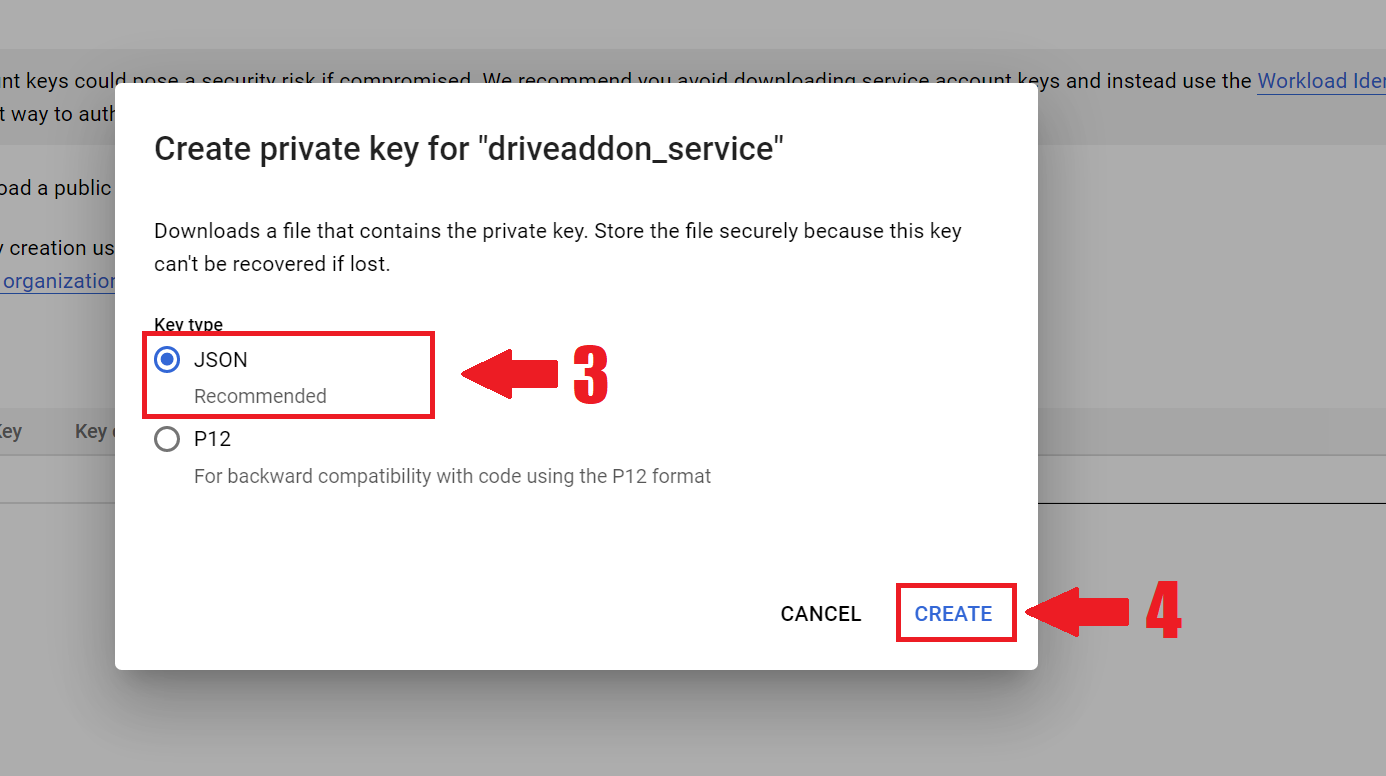 nt keys could pose a security risk if compromised. We recommend you avoid downloading service account keys and instead use the Workload Iden
t way to auth
Create private key for "driveaddon_service"
oad a public
Downloads a file that contains the private key. Store the file securely because this key
y creation us
can't be recovered if lost.
organization
Key type
JSON
3
Recommended
Key
Key
P12
For backward compatibility with code using the P12 format
CANCEL
CREATE
4